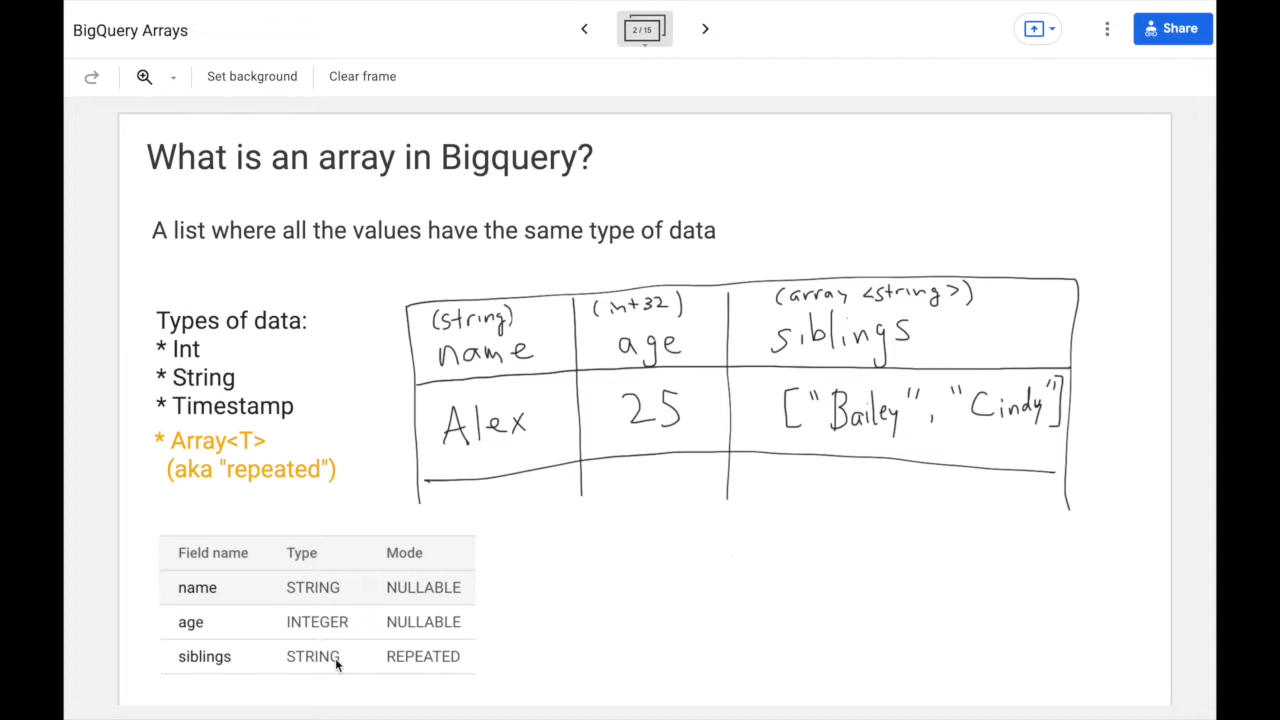 BigQuery Arrays
2 / 15
Share
Set background
Clear frame
What is an array in Bigquery?
A list where all the values have the same type of data
Types of data:
* Int
* String
* Timestamp
* Array<T>
(aka "repeated")
(string) (int32) (array <string>)
name age siblings
Alex 25 ["Bailey", "Cindy"]
Field name Type Mode
name STRING NULLABLE
age INTEGER NULLABLE
siblings STRING REPEATED